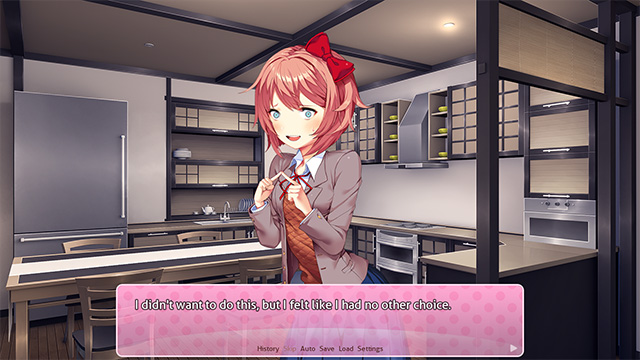 I didn't want to do this, but I felt like I had no other choice.
History Skip Auto Save Load Settings